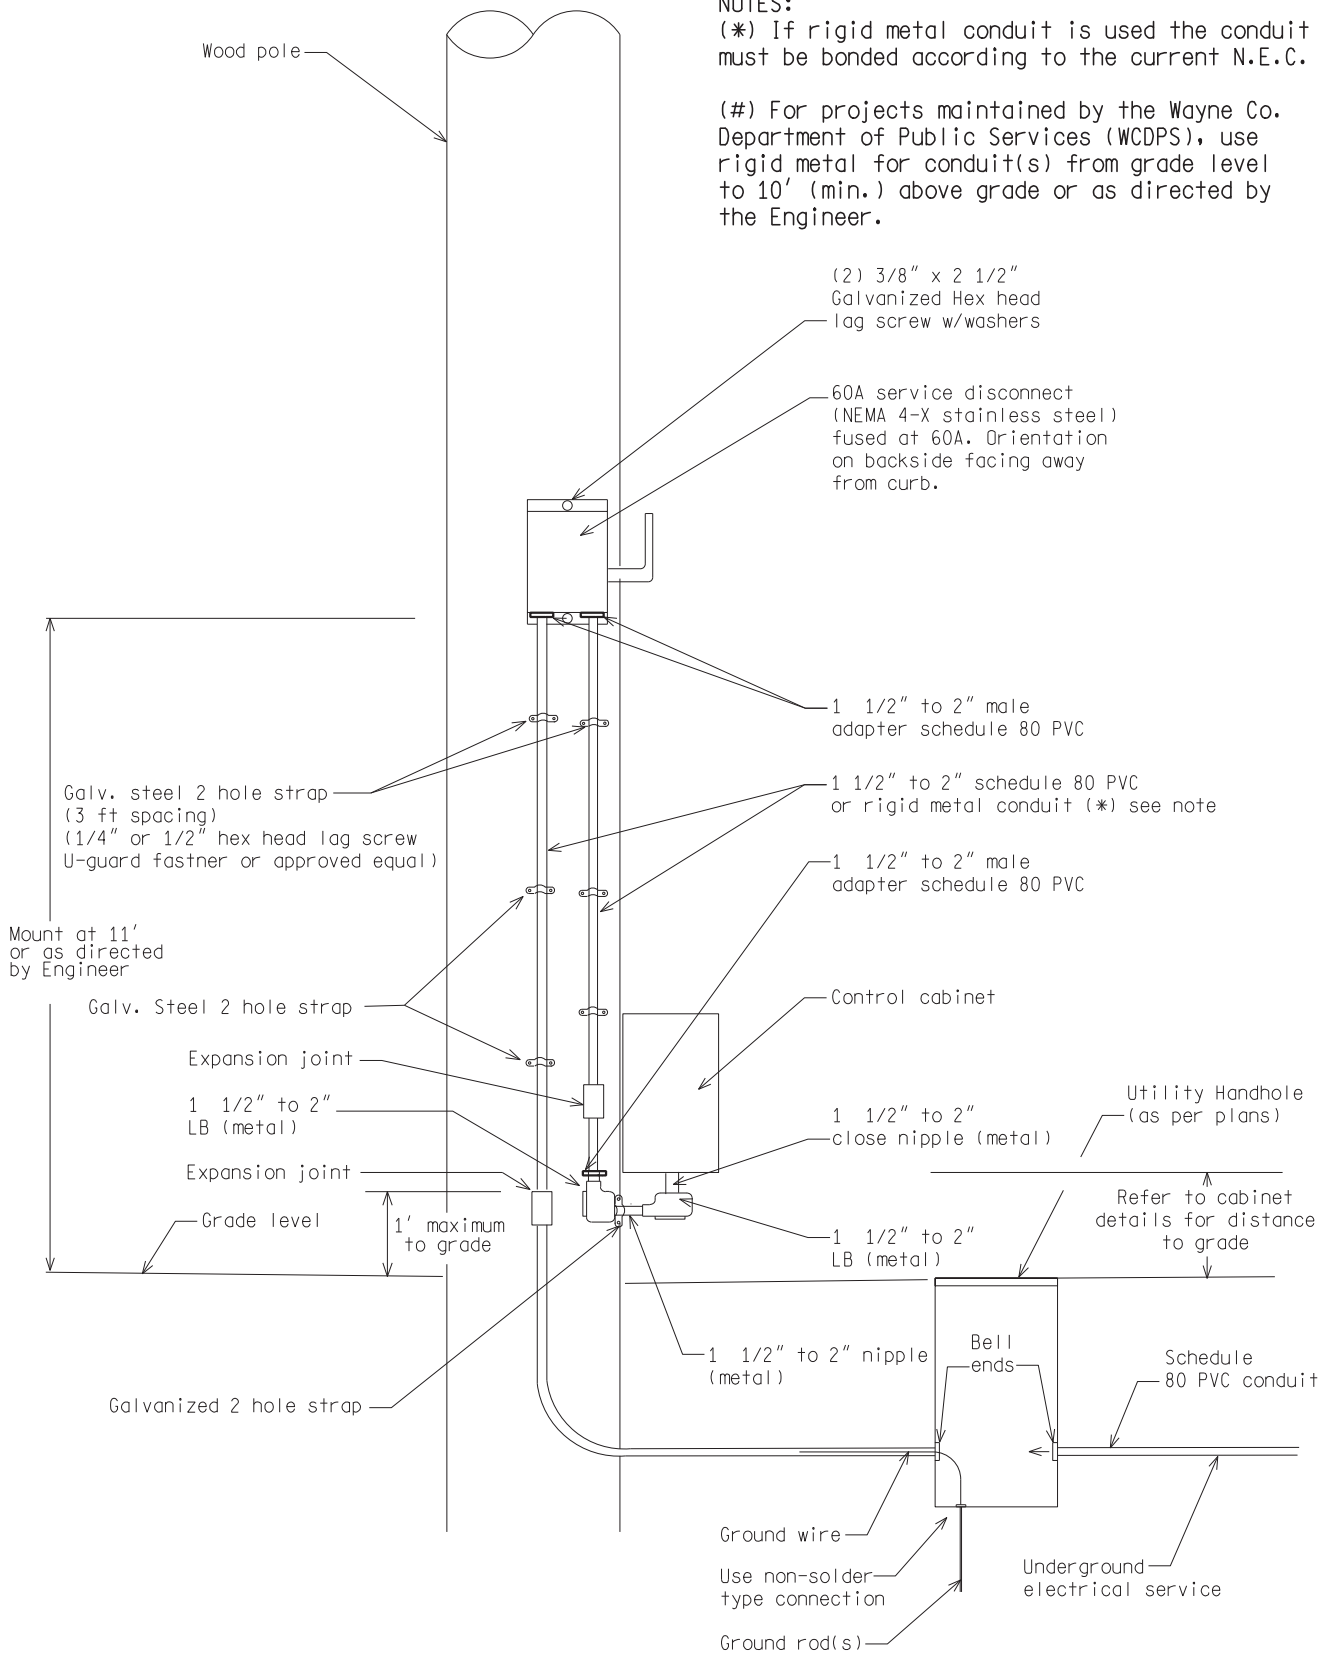 NOTES:
(*) If rigid metal conduit is used the conduit
must be bonded according to the current N.E.C.
(#) For projects maintained by the Wayne Co.
Department of Public Services (WCDPS), use
rigid metal for conduit(s) from grade level
to 10' (min.) above grade or as directed by
the Engineer.
Wood pole
(2) 3/8" x 2 1/2"
Galvanized Hex head
lag screw w/washers
60A service disconnect
(NEMA 4-X stainless steel)
fused at 60A. Orientation
on backside facing away
from curb.
1 1/2" to 2" male
adapter schedule 80 PVC
Galv. steel 2 hole strap
(3 ft spacing)
(1/4" or 1/2" hex head lag screw
U-guard fastner or approved equal)
1 1/2" to 2" schedule 80 PVC
or rigid metal conduit (*) see note
1 1/2" to 2" male
adapter schedule 80 PVC
Mount at 11'
or as directed
by Engineer
Galv. Steel 2 hole strap
Control cabinet
Expansion joint
1 1/2" to 2"
LB (metal)
Utility Handhole
(as per plans)
1 1/2" to 2"
close nipple (metal)
Expansion joint
Grade level
1' maximum
to grade
Refer to cabinet
details for distance
to grade
1 1/2" to 2"
LB (metal)
1 1/2" to 2" nipple
(metal)
Bell
ends
Schedule
80 PVC conduit
Galvanized 2 hole strap
Ground wire
Use non-solder
type connection
Underground
electrical service
Ground rod(s)